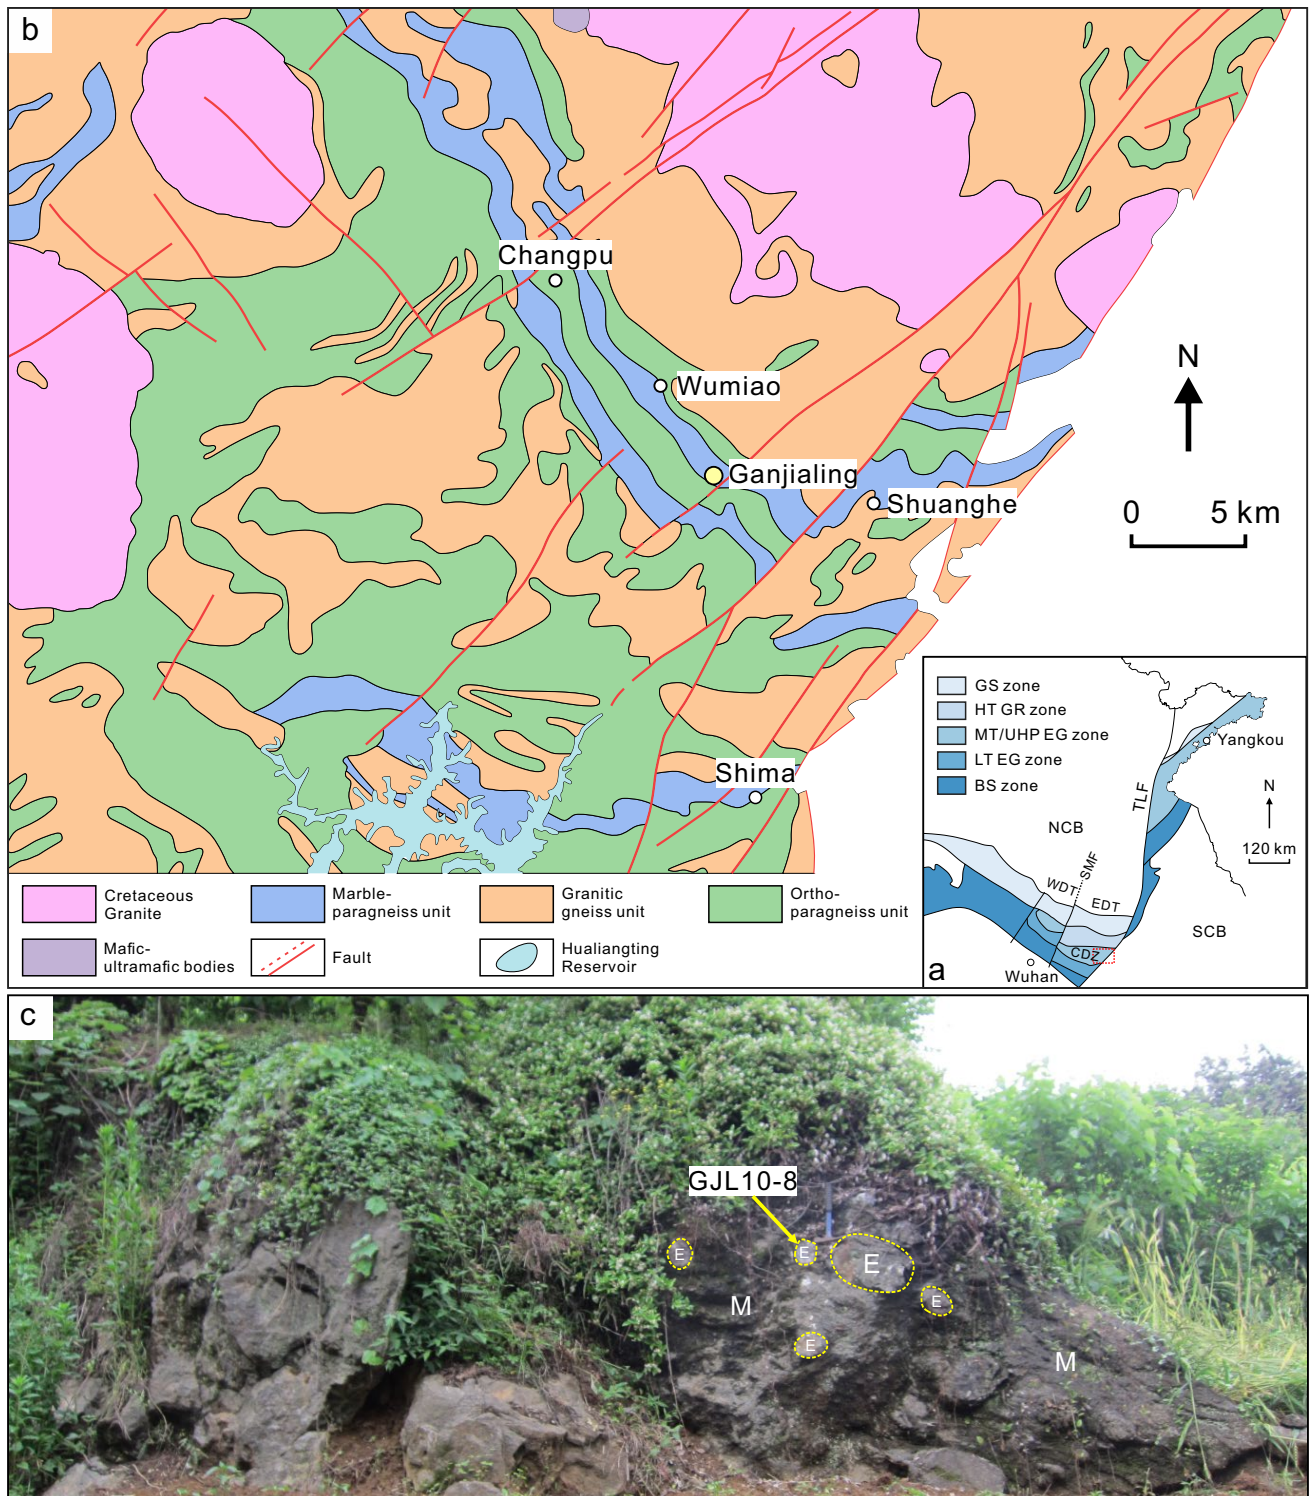 b
Changpu
Wumiao
Ganjialing
Shuanghe
Shima
N
0 5 km
GS zone
HT GR zone
MT/UHP EG zone
LT EG zone
BS zone
Yangkou
TLF
N
120 km
NCB
SMF
WDT
EDT
SCB
CDZ
Wuhan
a
Cretaceous
Granite
Marble-
paragneiss unit
Granitic
gneiss unit
Ortho-
paragneiss unit
Mafic-
ultramafic bodies
Fault
Hualiangting
Reservoir
c
GJL10-8
E
E
E
E
E
M
M